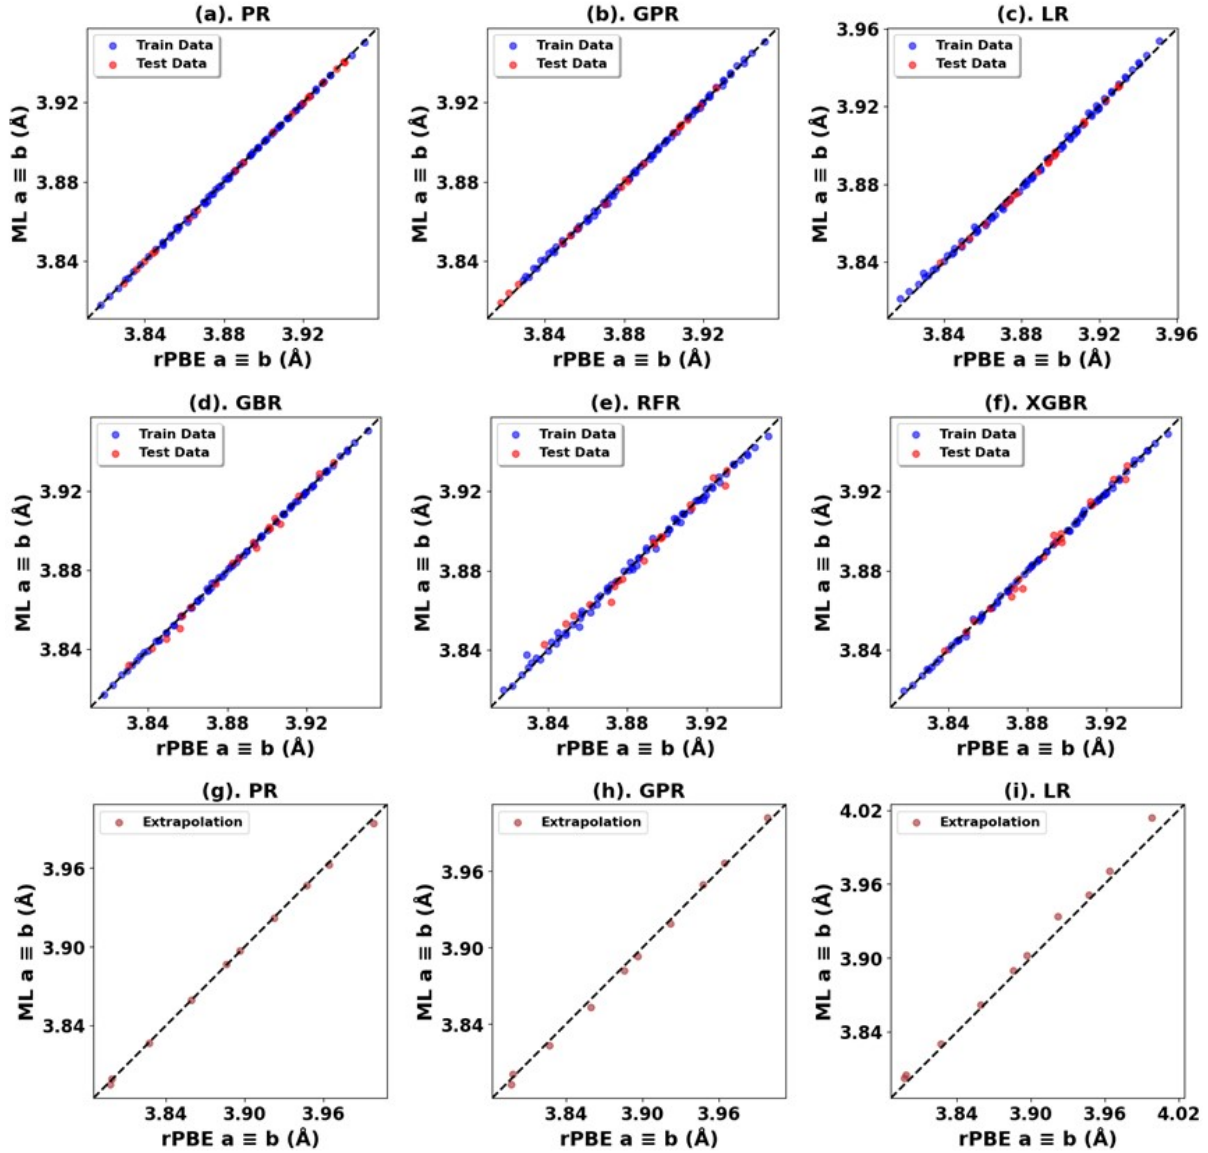 (a). PR
Train Data
Test Data
3.92
3.88
3.84
ML a ≡ b (Å)
3.84 3.88 3.92
rPBE a ≡ b (Å)
(b). GPR
Train Data
Test Data
3.92
3.88
3.84
ML a ≡ b (Å)
3.84 3.88 3.92
rPBE a ≡ b (Å)
(c). LR
Train Data
Test Data
3.96
3.92
3.88
3.84
ML a ≡ b (Å)
3.84 3.88 3.92 3.96
rPBE a ≡ b (Å)
(d). GBR
Train Data
Test Data
3.92
3.88
3.84
ML a ≡ b (Å)
3.84 3.88 3.92
rPBE a ≡ b (Å)
(e). RFR
Train Data
Test Data
3.92
3.88
3.84
ML a ≡ b (Å)
3.84 3.88 3.92
rPBE a ≡ b (Å)
(f). XGBR
Train Data
Test Data
3.92
3.88
3.84
ML a ≡ b (Å)
3.84 3.88 3.92
rPBE a ≡ b (Å)
(g). PR
Extrapolation
3.96
3.90
3.84
ML a ≡ b (Å)
3.84 3.90 3.96
rPBE a ≡ b (Å)
(h). GPR
Extrapolation
3.96
3.90
3.84
ML a ≡ b (Å)
3.84 3.90 3.96
rPBE a ≡ b (Å)
(i). LR
Extrapolation
4.02
3.96
3.90
3.84
ML a ≡ b (Å)
3.84 3.90 3.96 4.02
rPBE a ≡ b (Å)